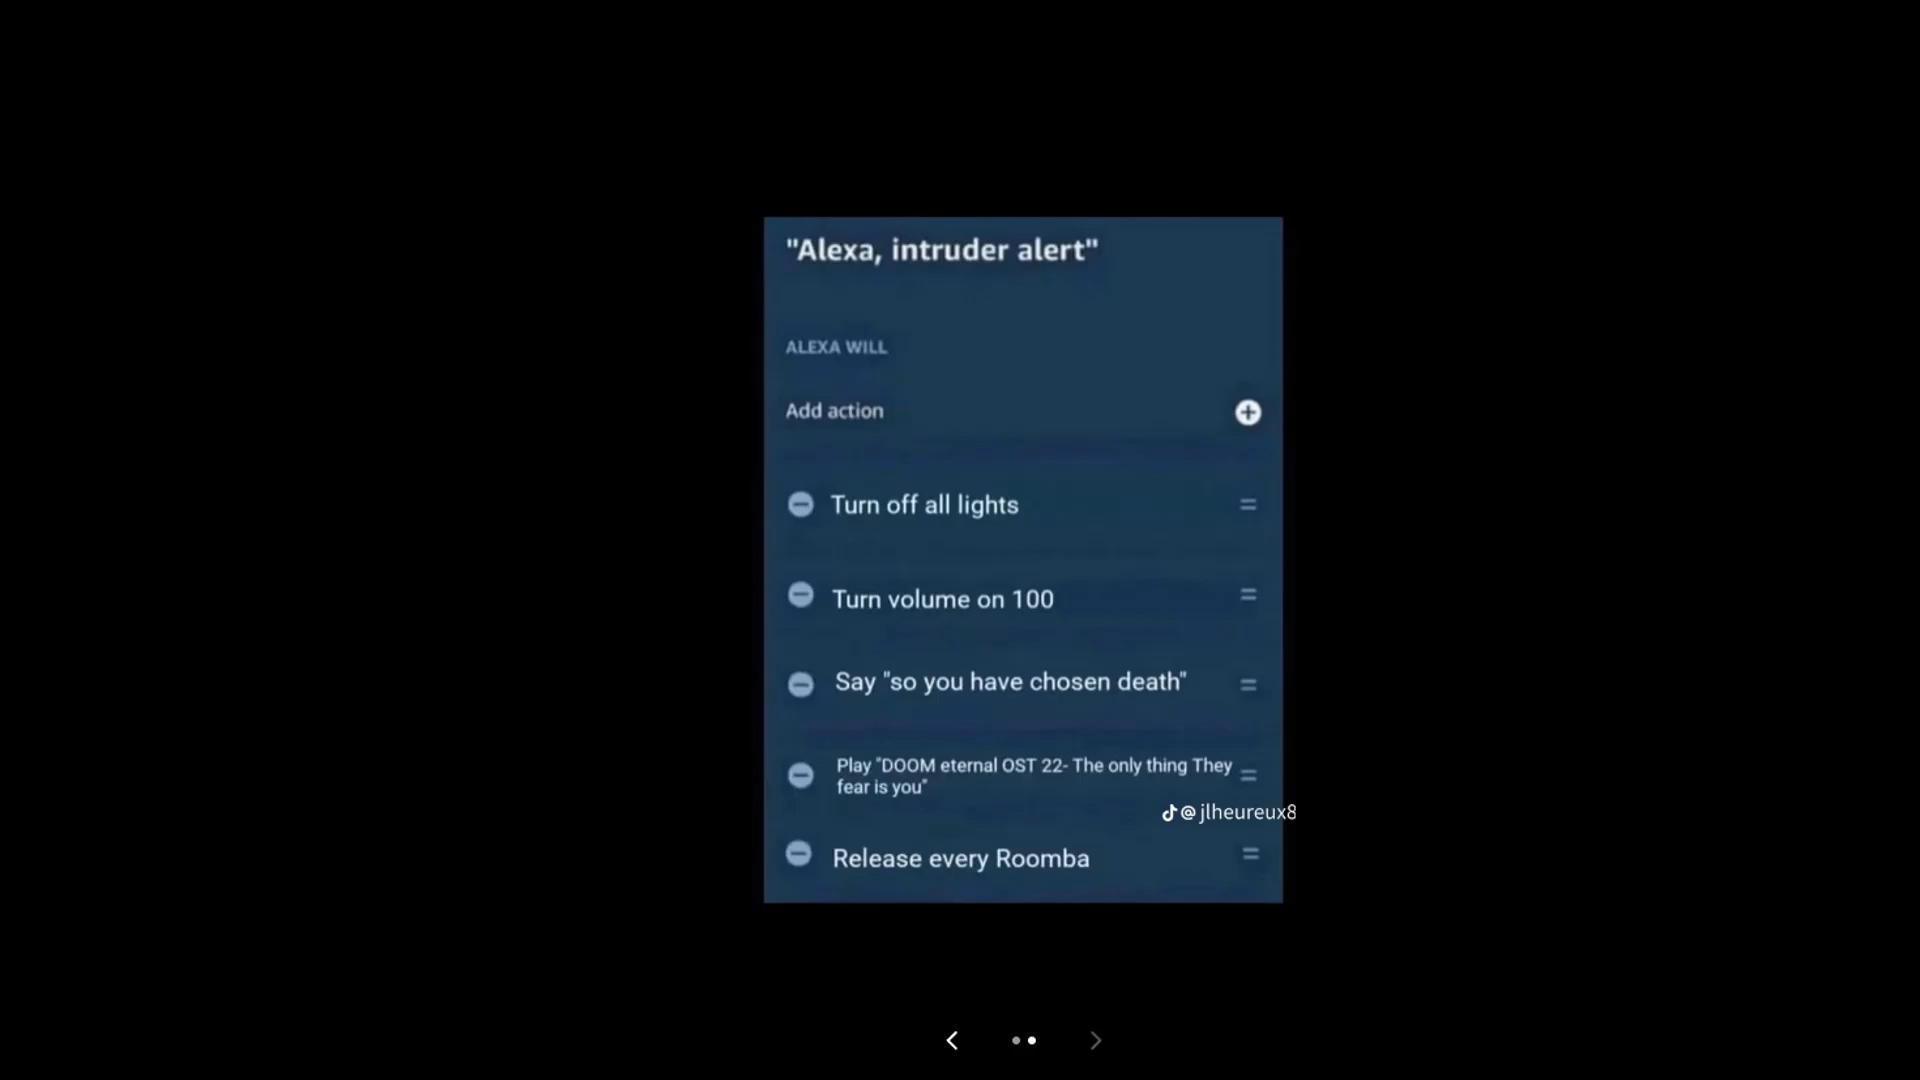 "Alexa, intruder alert"
ALEXA WILL
Add action
Turn off all lights
Turn volume on 100
Say "so you have chosen death"
Play "DOOM eternal OST 22- The only thing They
fear is you"
@jlheureux8
Release every Roomba